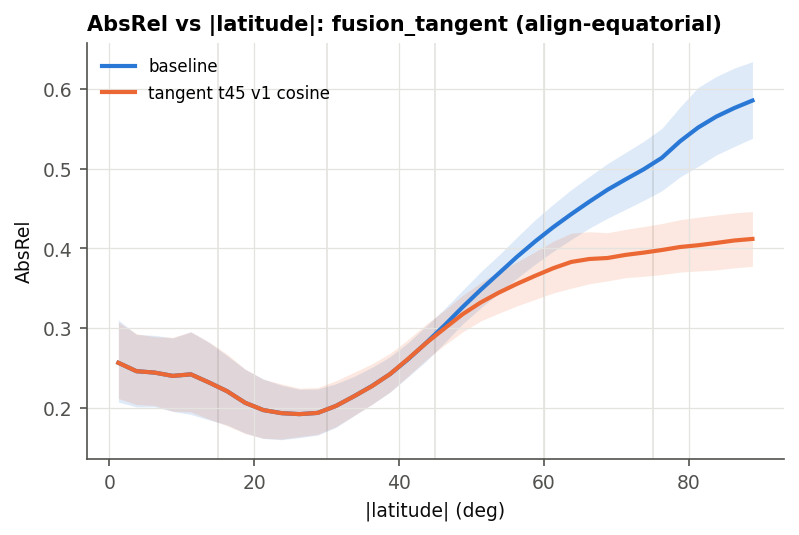 AbsRel vs |latitude|: fusion_tangent (align-equatorial)
baseline
tangent t45 v1 cosine
AbsRel
0.6
0.5
0.4
0.3
0.2
0 20 40 60 80
|latitude| (deg)